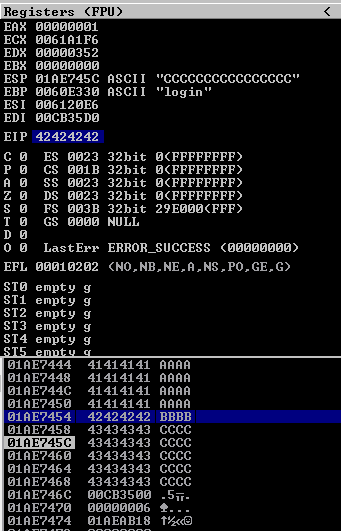 Registers (FPU) <
EAX 00000001
ECX 0061A1F6
EDX 00000352
EBX 00000000
ESP 01AE745C ASCII "CCCCCCCCCCCCCCCC"
EBP 0060E330 ASCII "login"
ESI 006120E6
EDI 00CB35D0
EIP 42424242
C 0 ES 0023 32bit 0(FFFFFFFF)
P 0 CS 001B 32bit 0(FFFFFFFF)
A 0 SS 0023 32bit 0(FFFFFFFF)
Z 0 DS 0023 32bit 0(FFFFFFFF)
S 0 FS 003B 32bit 29E000(FFF)
T 0 GS 0000 NULL
D 0
O 0 LastErr ERROR_SUCCESS (00000000)
EFL 00010202 (NO,NB,NE,A,NS,PO,GE,G)
ST0 empty g
ST1 empty g
ST2 empty g
ST3 empty g
ST4 empty g
ST5 empty g
01AE7444 41414141 AAAA
01AE7448 41414141 AAAA
01AE744C 41414141 AAAA
01AE7450 41414141 AAAA
01AE7454 42424242 BBBB
01AE7458 43434343 CCCC
01AE745C 43434343 CCCC
01AE7460 43434343 CCCC
01AE7464 43434343 CCCC
01AE7468 43434343 CCCC
01AE746C 00CB3500
01AE7470 00000006
01AE7474 01AEAB18